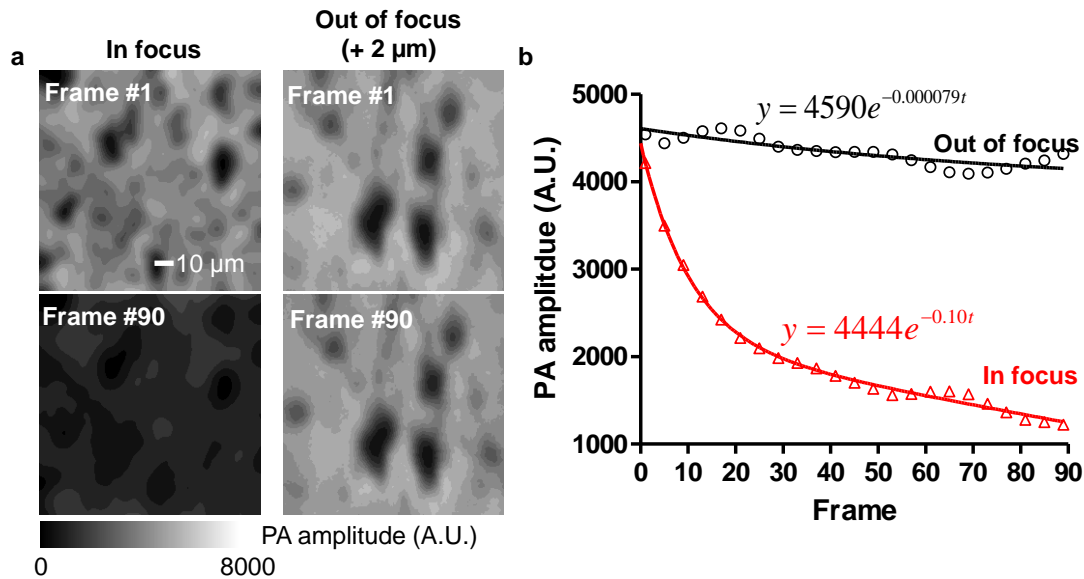 a
In focus
Out of focus
(+ 2 µm)
Frame #1
Frame #1
10 µm
Frame #90
Frame #90
PA amplitude (A.U.)
0
8000
b
5000
4000
3000
2000
1000
PA amplitdue (A.U.)
y = 4590e^{-0.000079t}
Out of focus
y = 4444e^{-0.10t}
In focus
0 10 20 30 40 50 60 70 80 90
Frame